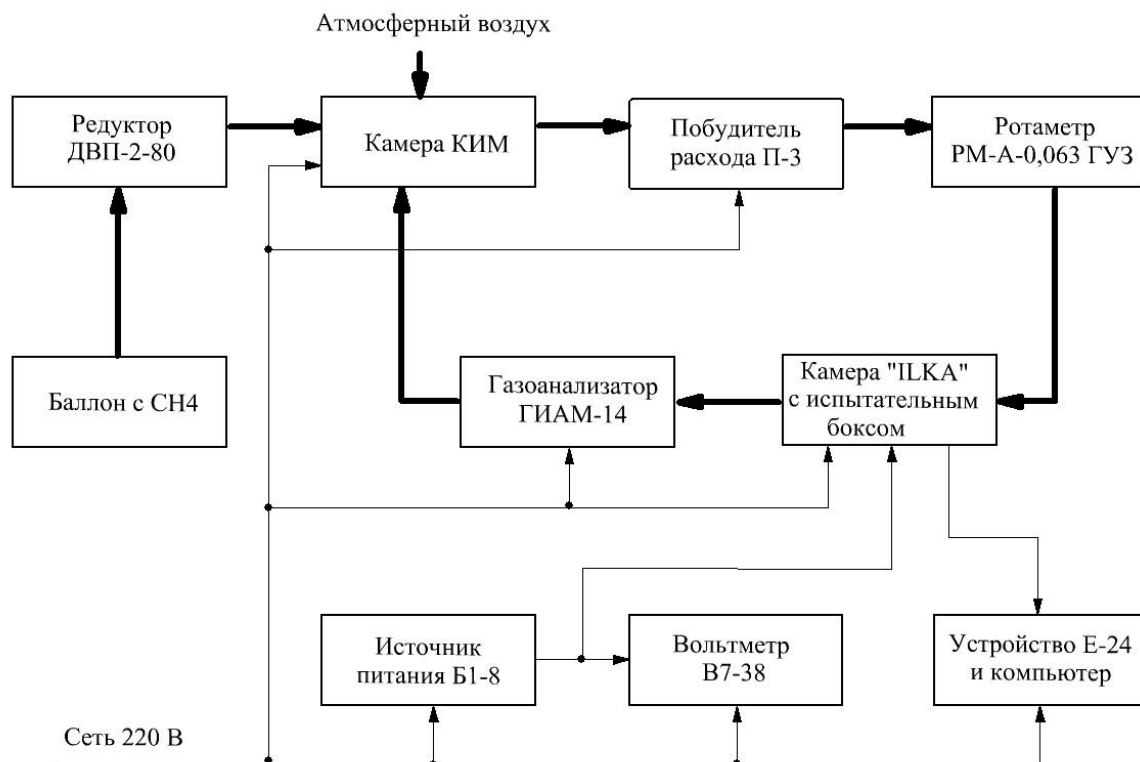 Атмосферный воздух
Редуктор
ДВП-2-80
Камера КИМ
Побудитель
расхода П-3
Ротаметр
РМ-А-0,063 ГУЗ
Баллон с CH4
Газоанализатор
ГИАМ-14
Камера "ILKA"
с испытательным
боксом
Источник
питания Б1-8
Вольтметр
В7-38
Устройство Е-24
и компьютер
Сеть 220 В